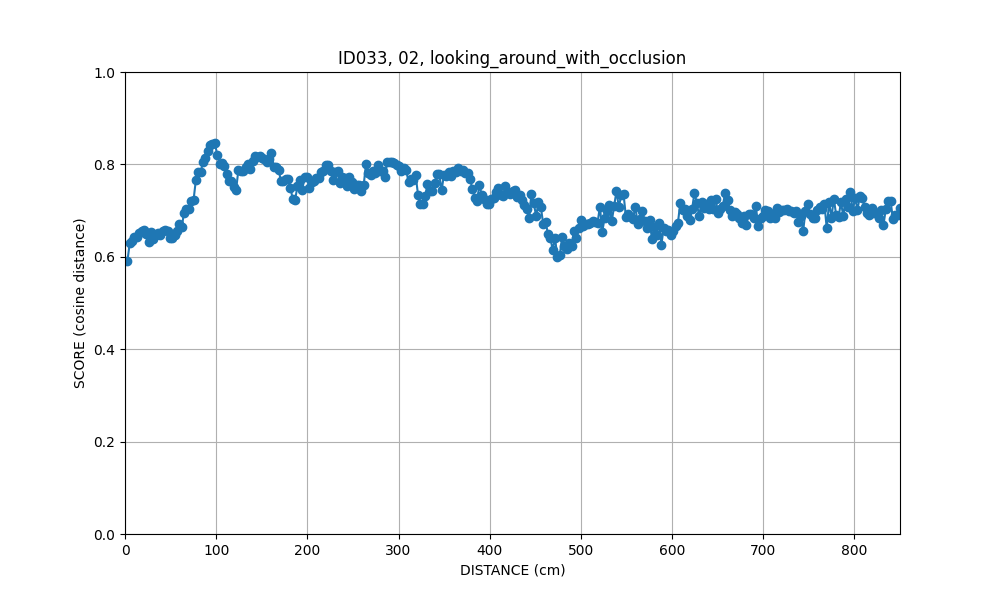 ID033, 02, looking_around_with_occlusion
1.0
0.8
0.6
0.4
0.2
0.0
SCORE (cosine distance)
0 100 200 300 400 500 600 700 800
DISTANCE (cm)